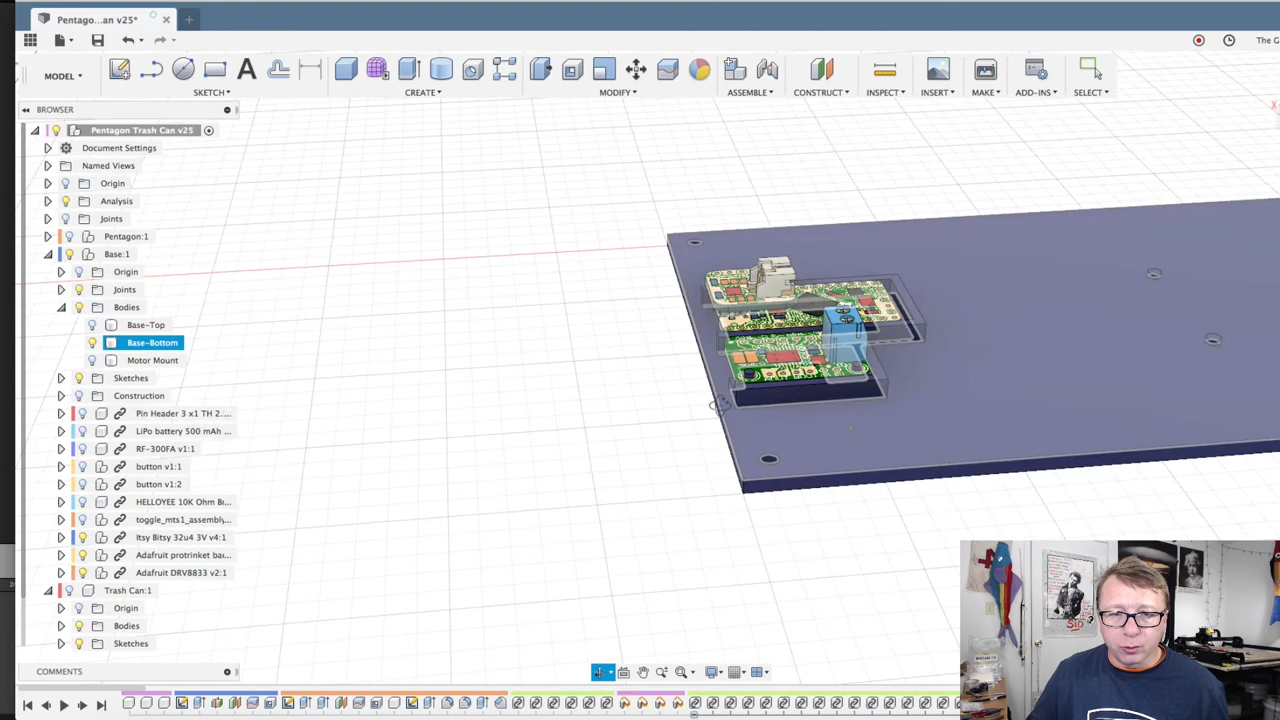 Pentago...an v25*
The G
MODEL
SKETCH
CREATE
MODIFY
ASSEMBLE
CONSTRUCT
INSPECT
INSERT
MAKE
ADD-INS
SELECT
BROWSER
Pentagon Trash Can v25
Document Settings
Named Views
Origin
Analysis
Joints
Pentagon:1
Base:1
Origin
Joints
Bodies
Base-Top
Base-Bottom
Motor Mount
Sketches
Construction
Pin Header 3 x1 TH 2....
LiPo battery 500 mAh ...
RF-300FA v1:1
button v1:1
button v1:2
HELLOYEE 10K Ohm Br...
toggle_mts1_assembly...
Itsy Bitsy 32u4 3V v4:1
Adafruit protrinket bac...
Adafruit DRV8833 v2:1
Trash Can:1
Origin
Bodies
Sketches
COMMENTS